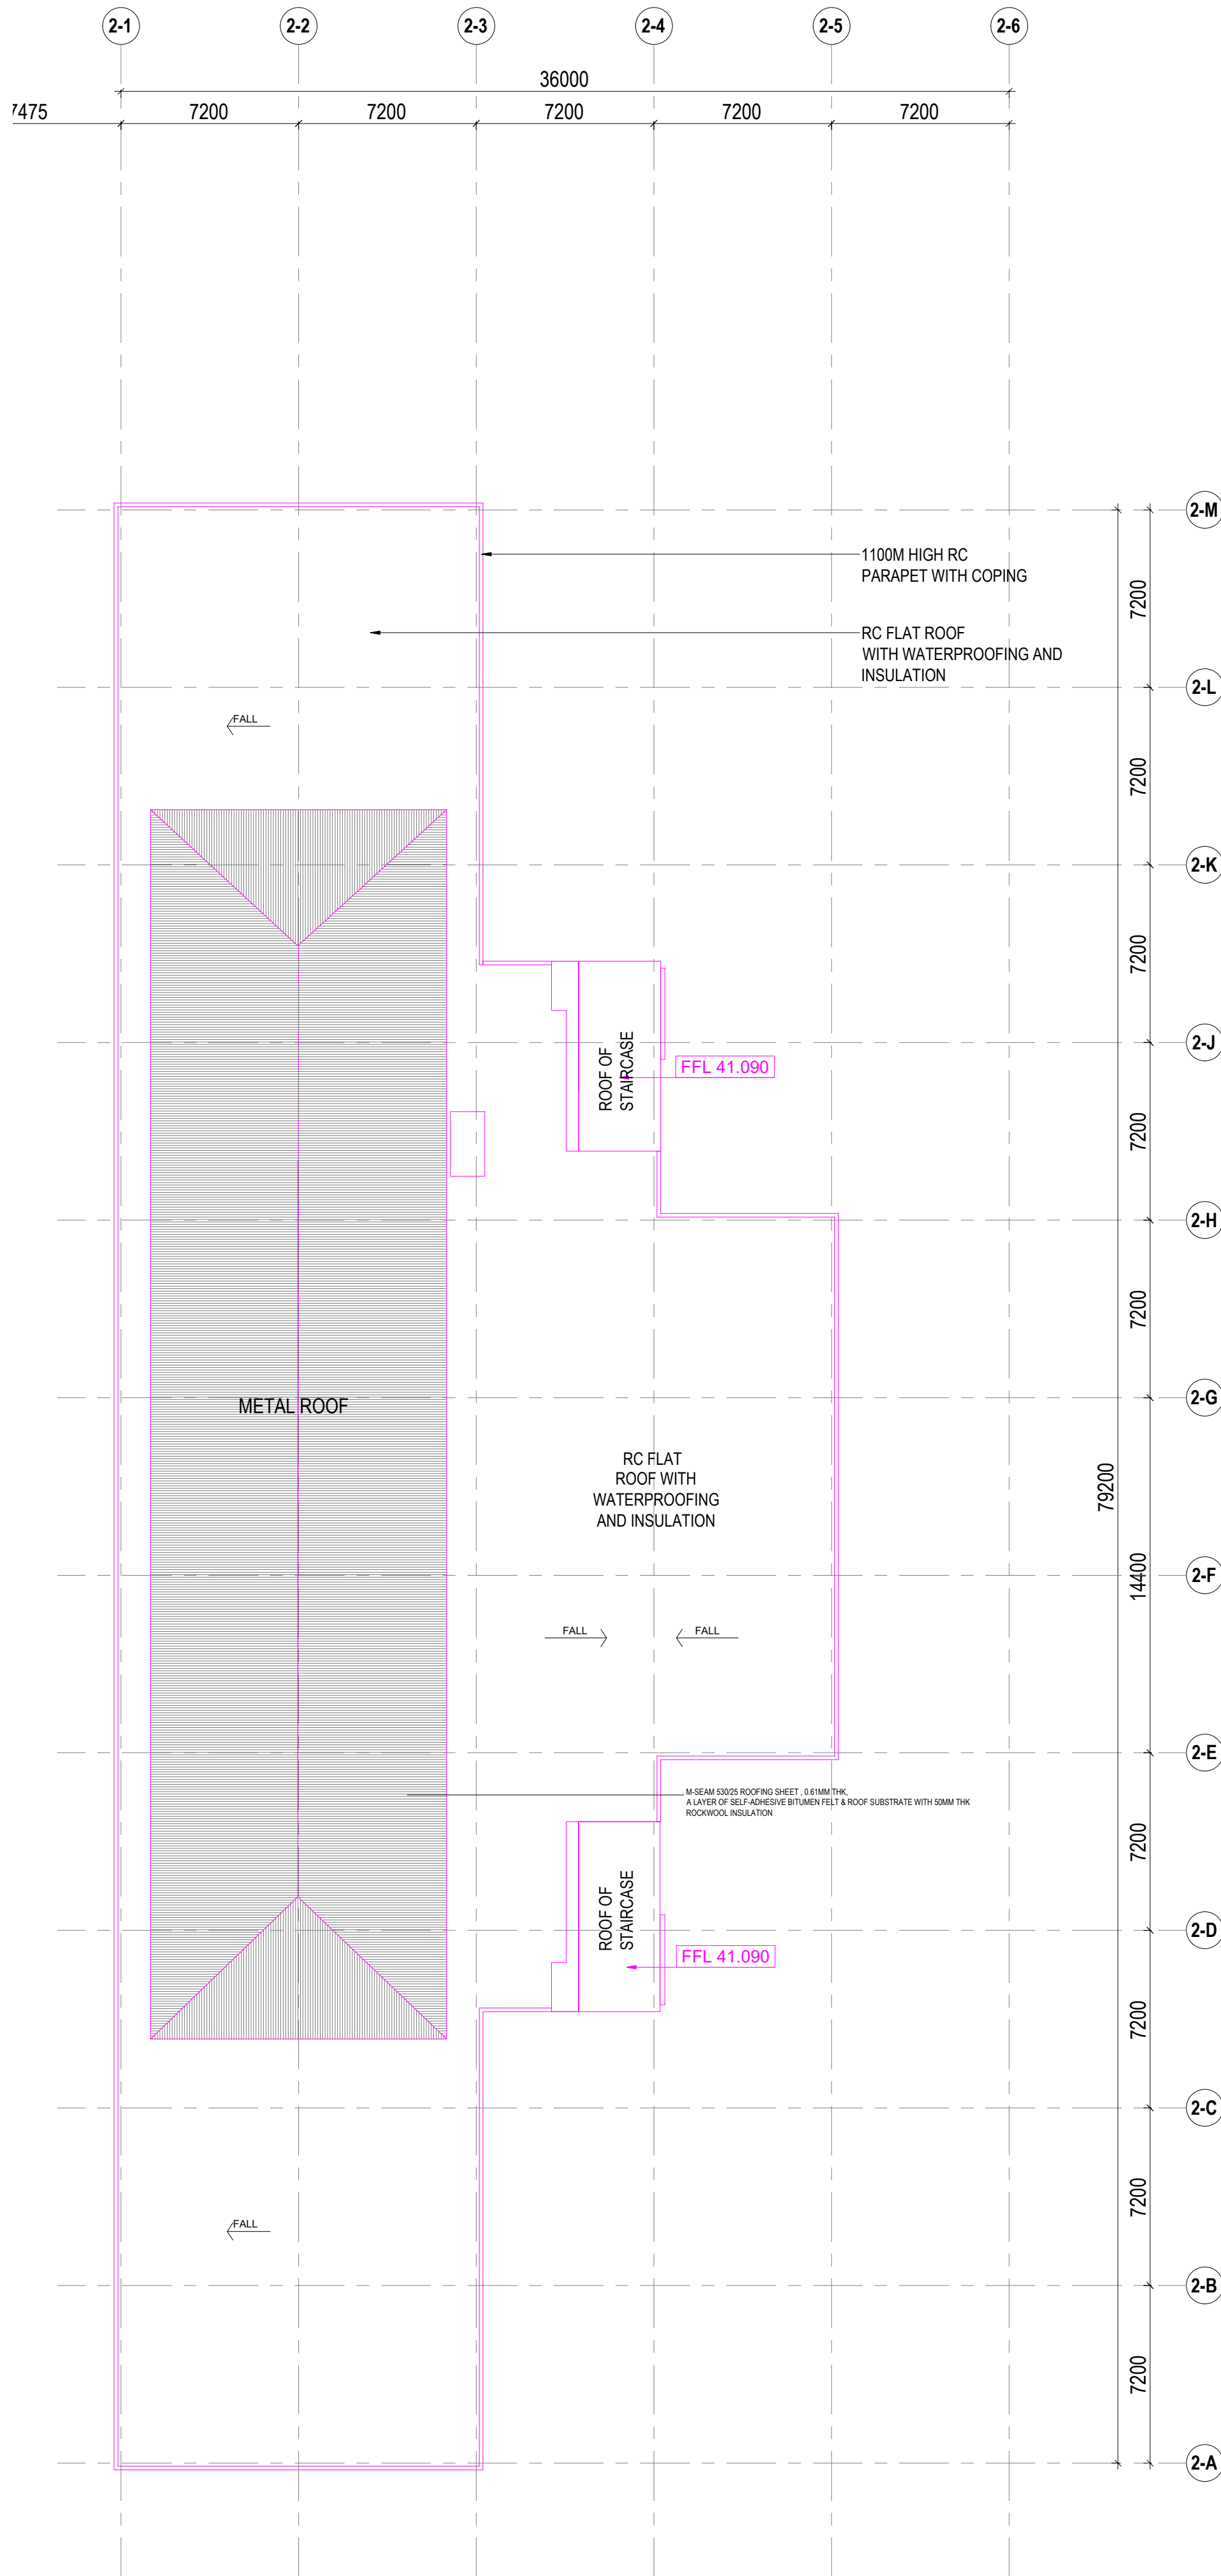 2-1 2-2 2-3 2-4 2-5 2-6
36000
7475 7200 7200 7200 7200 7200
2-M
1100M HIGH RC
PARAPET WITH COPING
7200
RC FLAT ROOF
WITH WATERPROOFING AND
INSULATION
2-L
FALL
7200
2-K
7200
2-J
ROOF OF
STAIRCASE
FFL 41.090
7200
2-H
7200
2-G
METAL ROOF
RC FLAT
ROOF WITH
WATERPROOFING
AND INSULATION
79200
14400
2-F
FALL FALL
2-E
M-SEAM 530/25 ROOFING SHEET , 0.61MM THK,
A LAYER OF SELF-ADHESIVE BITUMEN FELT & ROOF SUBSTRATE WITH 50MM THK
ROCKWOOL INSULATION
7200
ROOF OF
STAIRCASE
2-D
FFL 41.090
7200
2-C
7200
FALL
2-B
7200
2-A